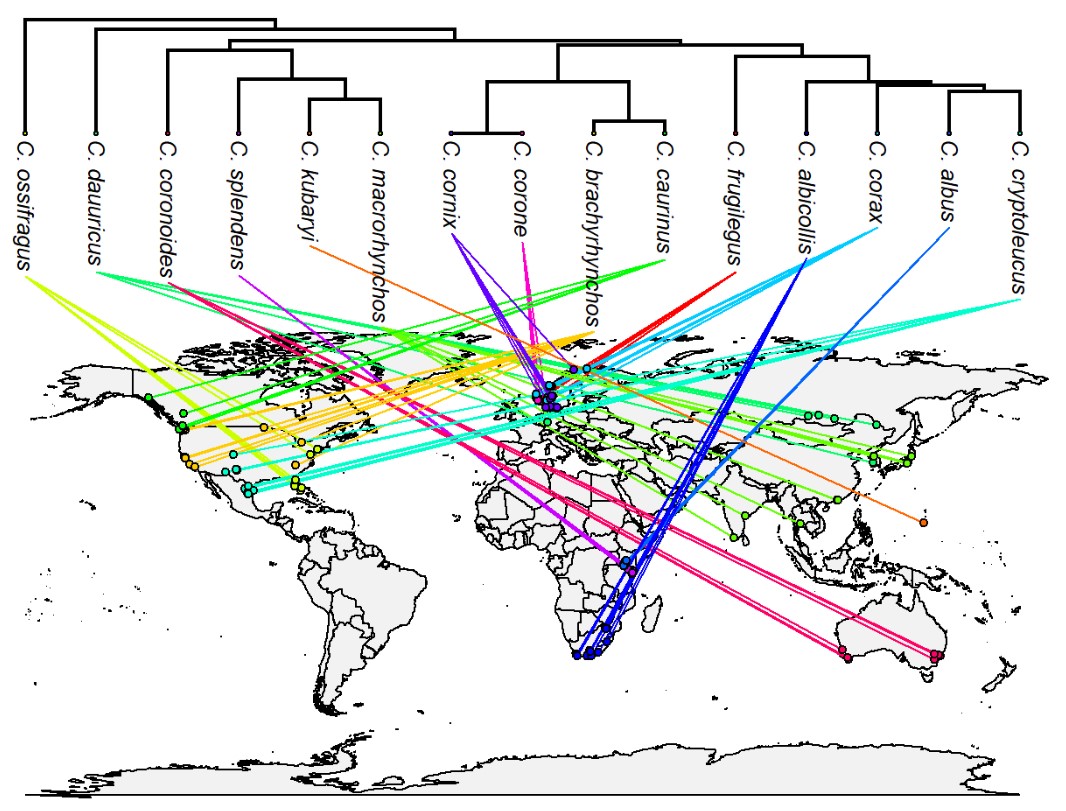 C. ossifragus
C. dauuricus
C. coronoides
C. splendens
C. kubaryi
C. macrorhynchos
C. cornix
C. corone
C. brachyrhynchos
C. caurinus
C. frugilegus
C. albicollis
C. corax
C. albus
C. cryptoleucus